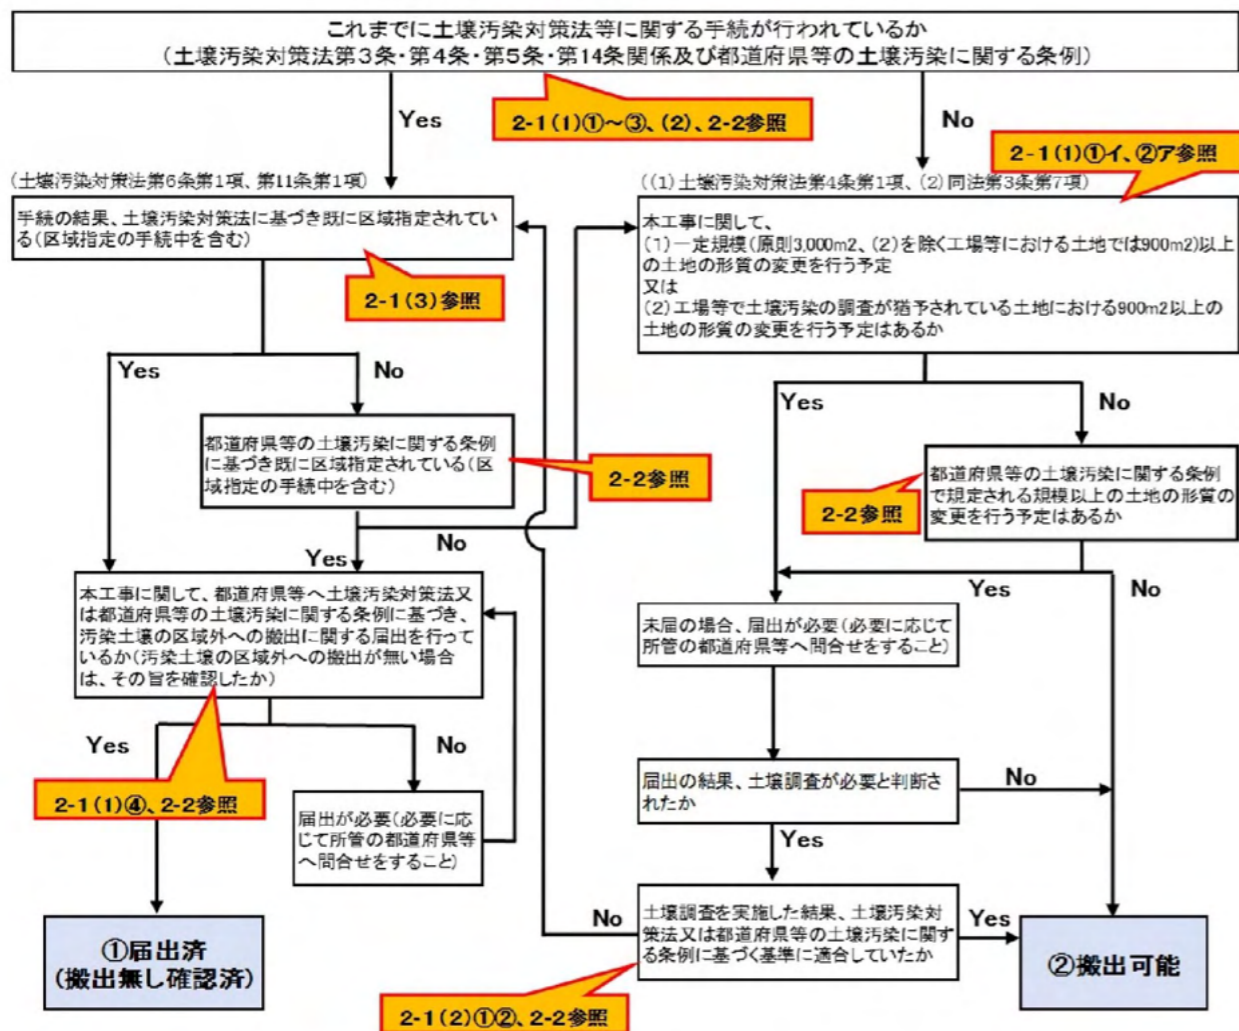 これまでに土壌汚染対策法等に関する手続が行われているか
(土壌汚染対策法第3条・第4条・第5条・第14条関係及び都道府県等の土壌汚染に関する条例)
Yes
2-1(1)①~③、(2)、2-2参照
No
2-1(1)①イ、②ア参照
(土壌汚染対策法第6条第1項、第11条第1項)
手続の結果、土壌汚染対策法に基づき既に区域指定されてい
る(区域指定の手続中を含む)
2-1(3)参照
((1)土壌汚染対策法第4条第1項、(2)同法第3条第7項)
本工事に関して、
(1)一定規模(原則3,000m2、(2)を除く工場等における土地では900m2)以上
の土地の形質の変更を行う予定
又は
(2)工場等で土壌汚染の調査が猶予されている土地における900m2以上の
土地の形質の変更を行う予定はあるか
Yes
No
都道府県等の土壌汚染に関する条例
に基づき既に区域指定されている(区
域指定の手続中を含む)
2-2参照
Yes
No
Yes
No
都道府県等の土壌汚染に関する条例
で規定される規模以上の土地の形質の
変更を行う予定はあるか
2-2参照
Yes
No
本工事に関して、都道府県等へ土壌汚染対策法又
は都道府県等の土壌汚染に関する条例に基づき、
汚染土壌の区域外への搬出に関する届出を行って
いるか(汚染土壌の区域外への搬出が無い場合
は、その旨を確認したか)
未届の場合、届出が必要(必要に応じて
所管の都道府県等へ問合せをすること)
Yes
No
2-1(1)④、2-2参照
届出が必要(必要に応
じて所管の都道府県等
へ問合せをすること)
届出の結果、土壌調査が必要と判断さ
れたか
No
Yes
土壌調査を実施した結果、土壌汚染対
策法又は都道府県等の土壌汚染に関す
る条例に基づく基準に適合していたか
No
Yes
2-1(2)①②、2-2参照
①届出済
(搬出無し確認済)
②搬出可能